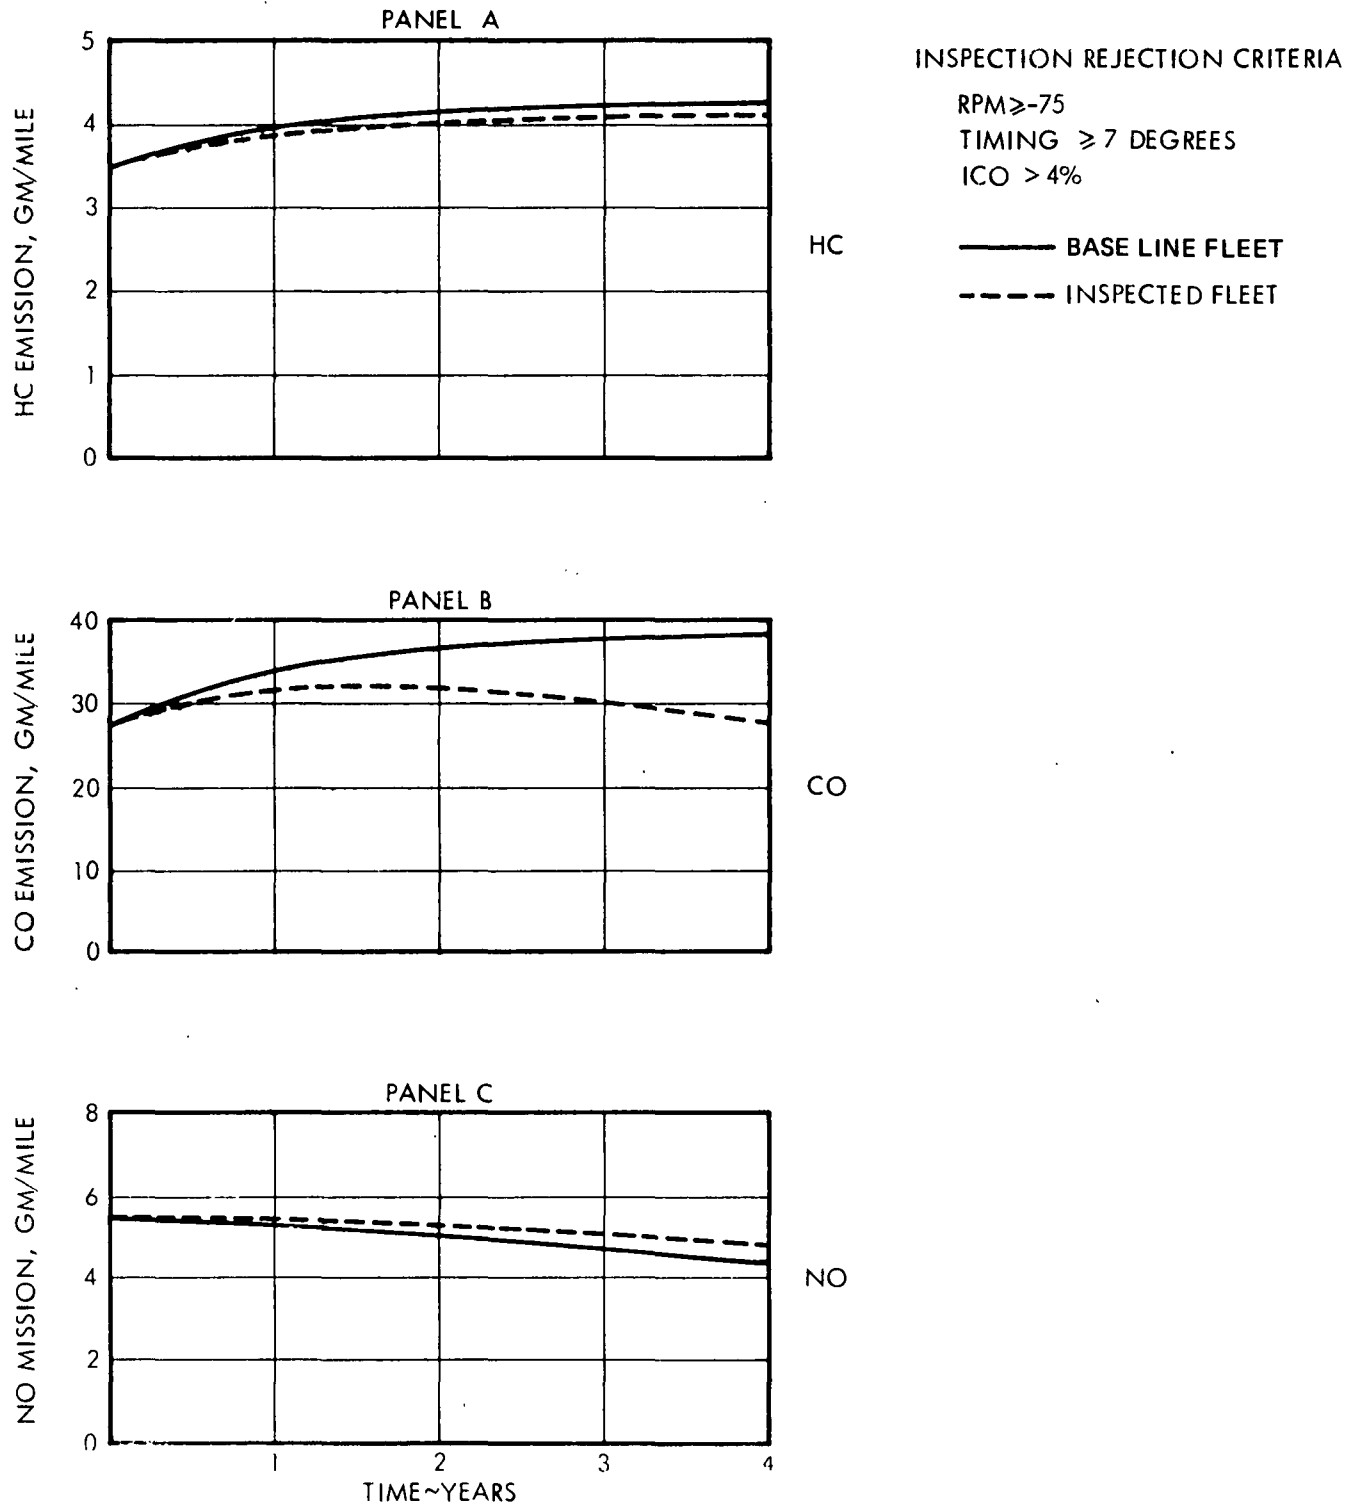 PANEL A
5
4
3
2
1
0
HC EMISSION, GM/MILE
HC
INSPECTION REJECTION CRITERIA
RPM≥-75
TIMING ≥ 7 DEGREES
ICO > 4%
BASE LINE FLEET
INSPECTED FLEET
PANEL B
40
30
20
10
0
CO EMISSION, GM/MILE
CO
PANEL C
8
6
4
2
0
NO MISSION, GM/MILE
NO
1 2 3 4
TIME~YEARS